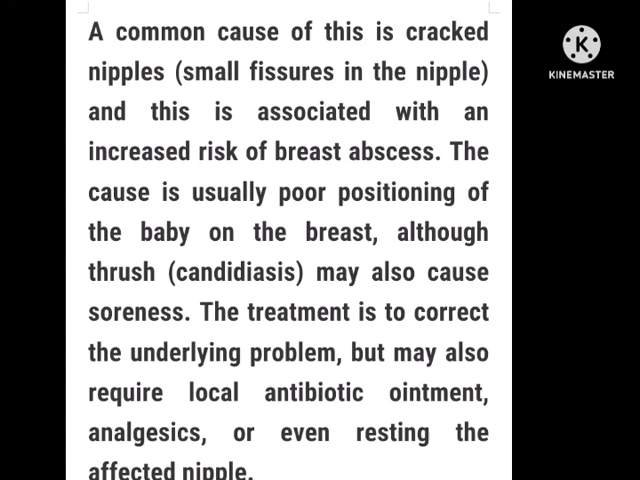 A common cause of this is cracked
nipples (small fissures in the nipple)
and this is associated with an
increased risk of breast abscess. The
cause is usually poor positioning of
the baby on the breast, although
thrush (candidiasis) may also cause
soreness. The treatment is to correct
the underlying problem, but may also
require local antibiotic ointment,
analgesics, or even resting the
affected nipple.
K
KINEMASTER